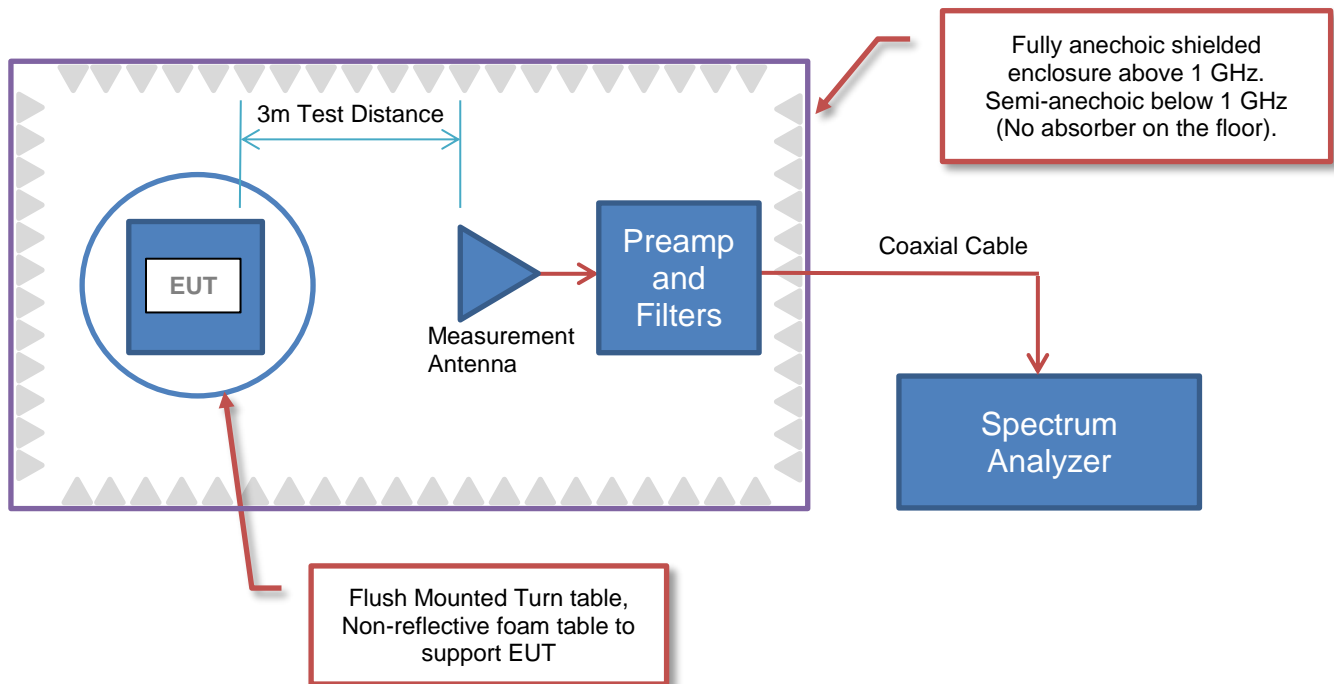 Fully anechoic shielded
enclosure above 1 GHz.
Semi-anechoic below 1 GHz
(No absorber on the floor).
3m Test Distance
EUT
Measurement
Antenna
Preamp
and
Filters
Coaxial Cable
Spectrum
Analyzer
Flush Mounted Turn table,
Non-reflective foam table to
support EUT